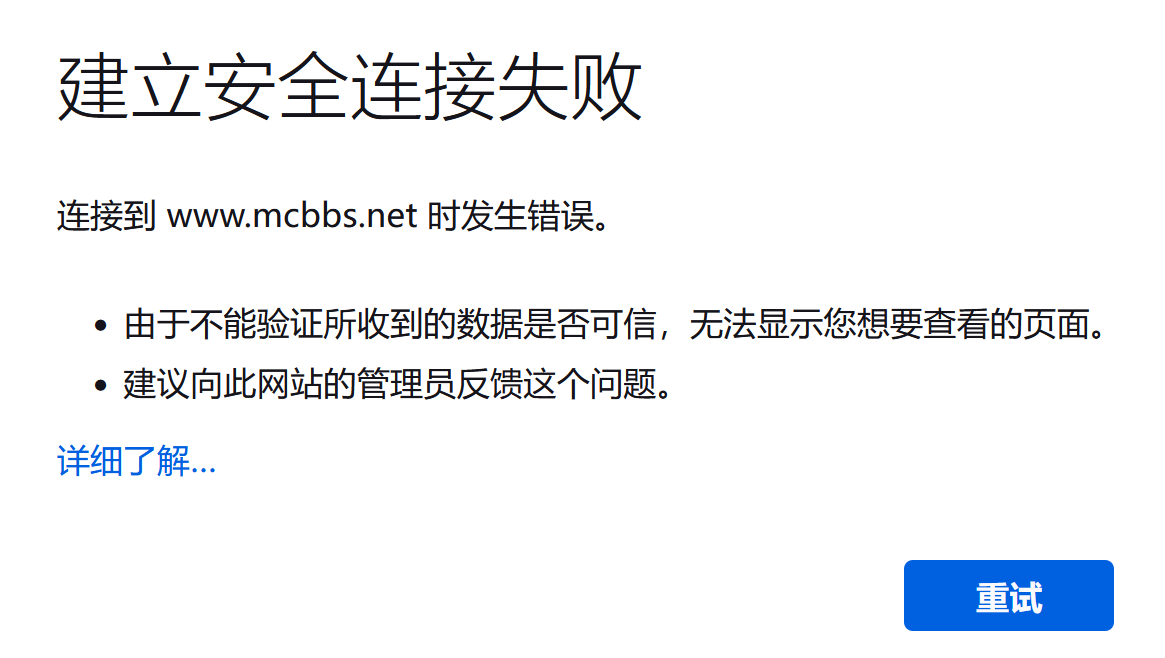 建立安全连接失败
连接到 www.mcbbs.net 时发生错误。
由于不能验证所收到的数据是否可信，无法显示您想要查看的页面。
建议向此网站的管理员反馈这个问题。
详细了解...
重试